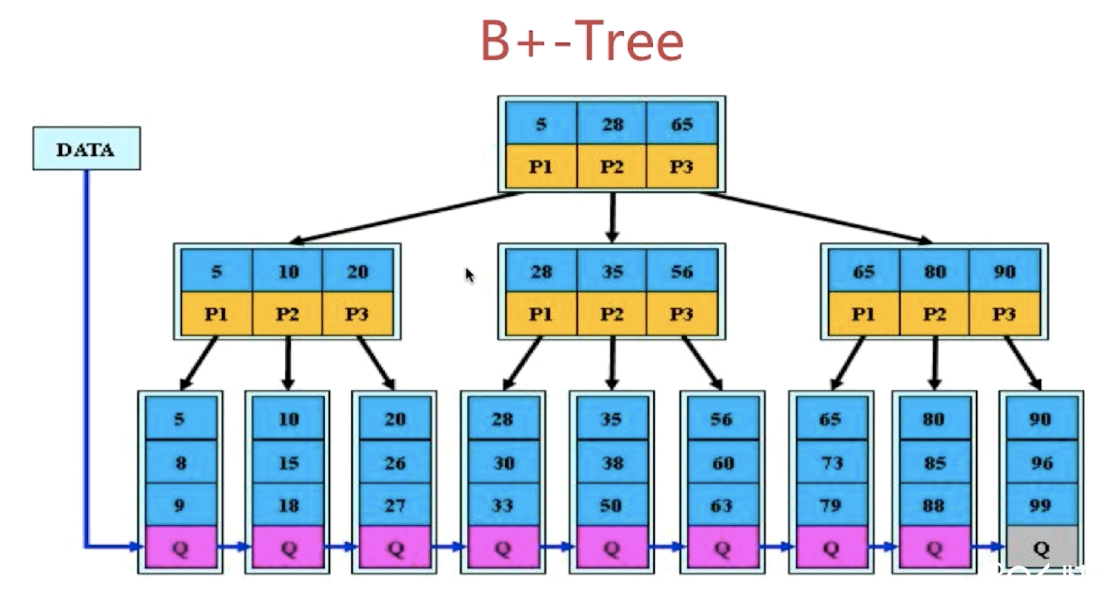 B+-Tree
5 28 65
DATA
P1 P2 P3
5 10 20 28 35 56 65 80 90
P1 P2 P3 P1 P2 P3 P1 P2 P3
5 10 20 28 35 56 65 80 90
8 15 26 30 38 60 73 85 96
9 18 27 33 50 63 79 88 99
Q Q Q Q Q Q Q Q Q